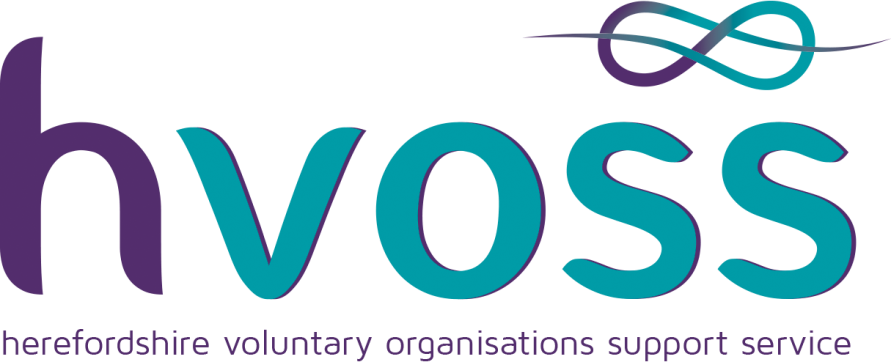 hvoss
herefordshire voluntary organisations support service